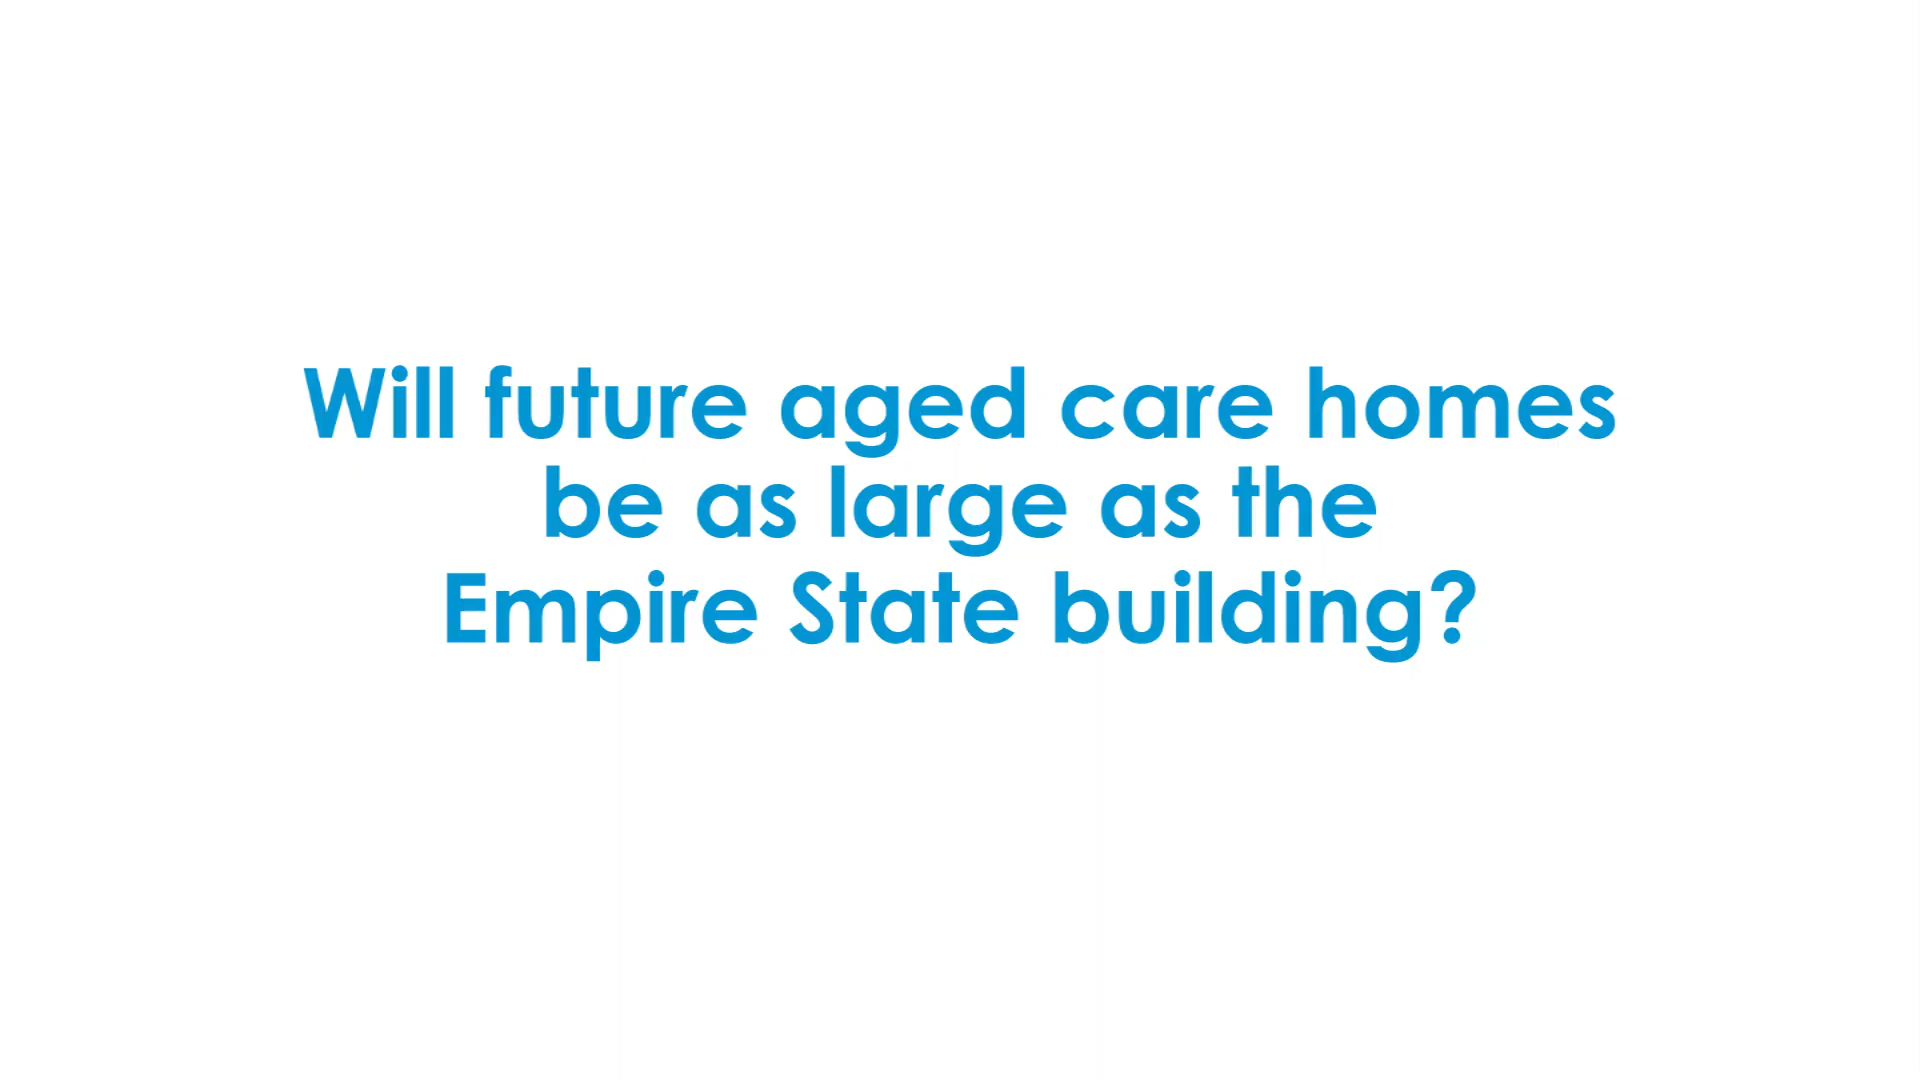 Will future aged care homes
be as large as the
Empire State building?